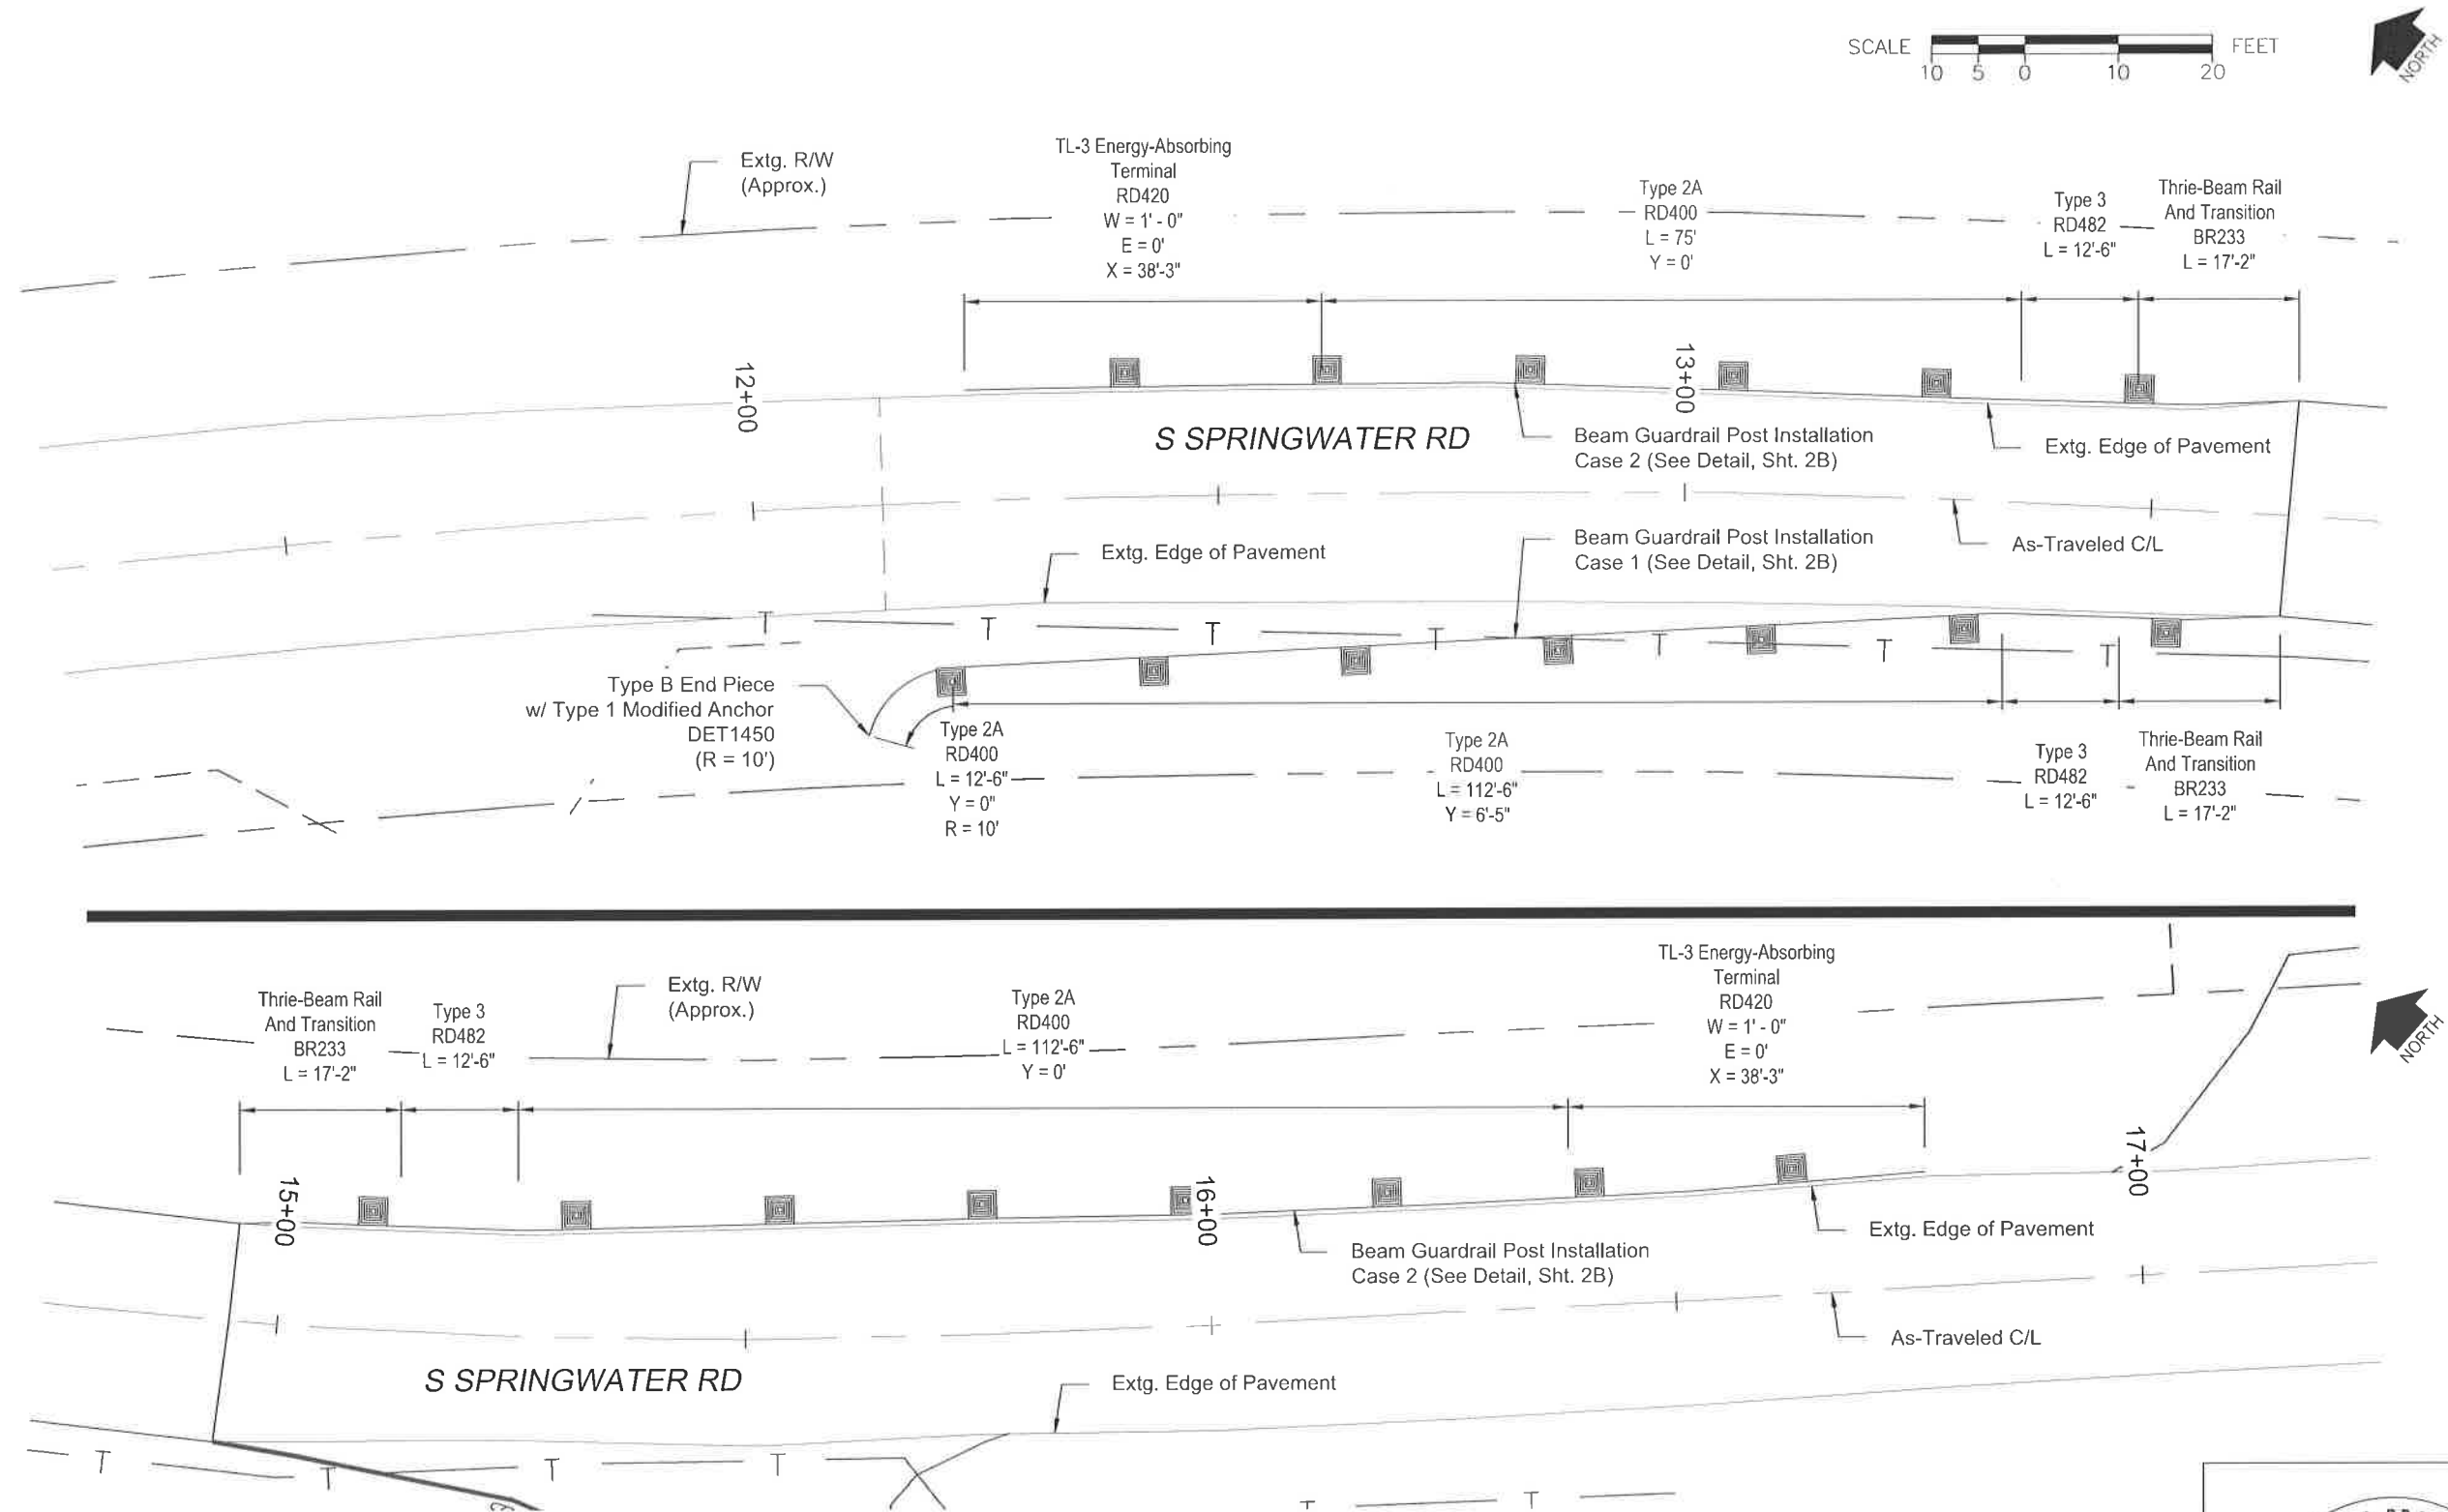 SCALE
10 5 0 10 20
FEET
NORTH
Extg. R/W
(Approx.)
TL-3 Energy-Absorbing
Terminal
RD420
W = 1' - 0"
E = 0'
X = 38'-3"
Type 2A
RD400
L = 75'
Y = 0'
Type 3
RD482
L = 12'-6"
Thrie-Beam Rail
And Transition
BR233
L = 17'-2"
12+00
13+00
S SPRINGWATER RD
Beam Guardrail Post Installation
Case 2 (See Detail, Sht. 2B)
Extg. Edge of Pavement
Extg. Edge of Pavement
Beam Guardrail Post Installation
Case 1 (See Detail, Sht. 2B)
As-Traveled C/L
T T T T T T T
Type B End Piece
w/ Type 1 Modified Anchor
DET1450
(R = 10')
Type 2A
RD400
L = 12'-6"
Y = 0"
R = 10'
Type 2A
RD400
L = 112'-6"
Y = 6'-5"
Type 3
RD482
L = 12'-6"
Thrie-Beam Rail
And Transition
BR233
L = 17'-2"
Thrie-Beam Rail
And Transition
BR233
L = 17'-2"
Type 3
RD482
L = 12'-6"
Extg. R/W
(Approx.)
Type 2A
RD400
L = 112'-6"
Y = 0'
TL-3 Energy-Absorbing
Terminal
RD420
W = 1' - 0"
E = 0'
X = 38'-3"
NORTH
15+00
16+00
17+00
Beam Guardrail Post Installation
Case 2 (See Detail, Sht. 2B)
Extg. Edge of Pavement
As-Traveled C/L
S SPRINGWATER RD
Extg. Edge of Pavement
T T T T
T T